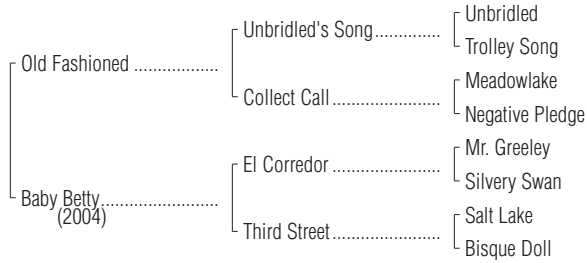 Unbridled
Unbridled's Song..............
Trolley Song
Old Fashioned ..................
Meadowlake
Collect Call .......................
Negative Pledge
Mr. Greeley
El Corredor .......................
Silvery Swan
Baby Betty.........................
(2004)
Salt Lake
Third Street.......................
Bisque Doll